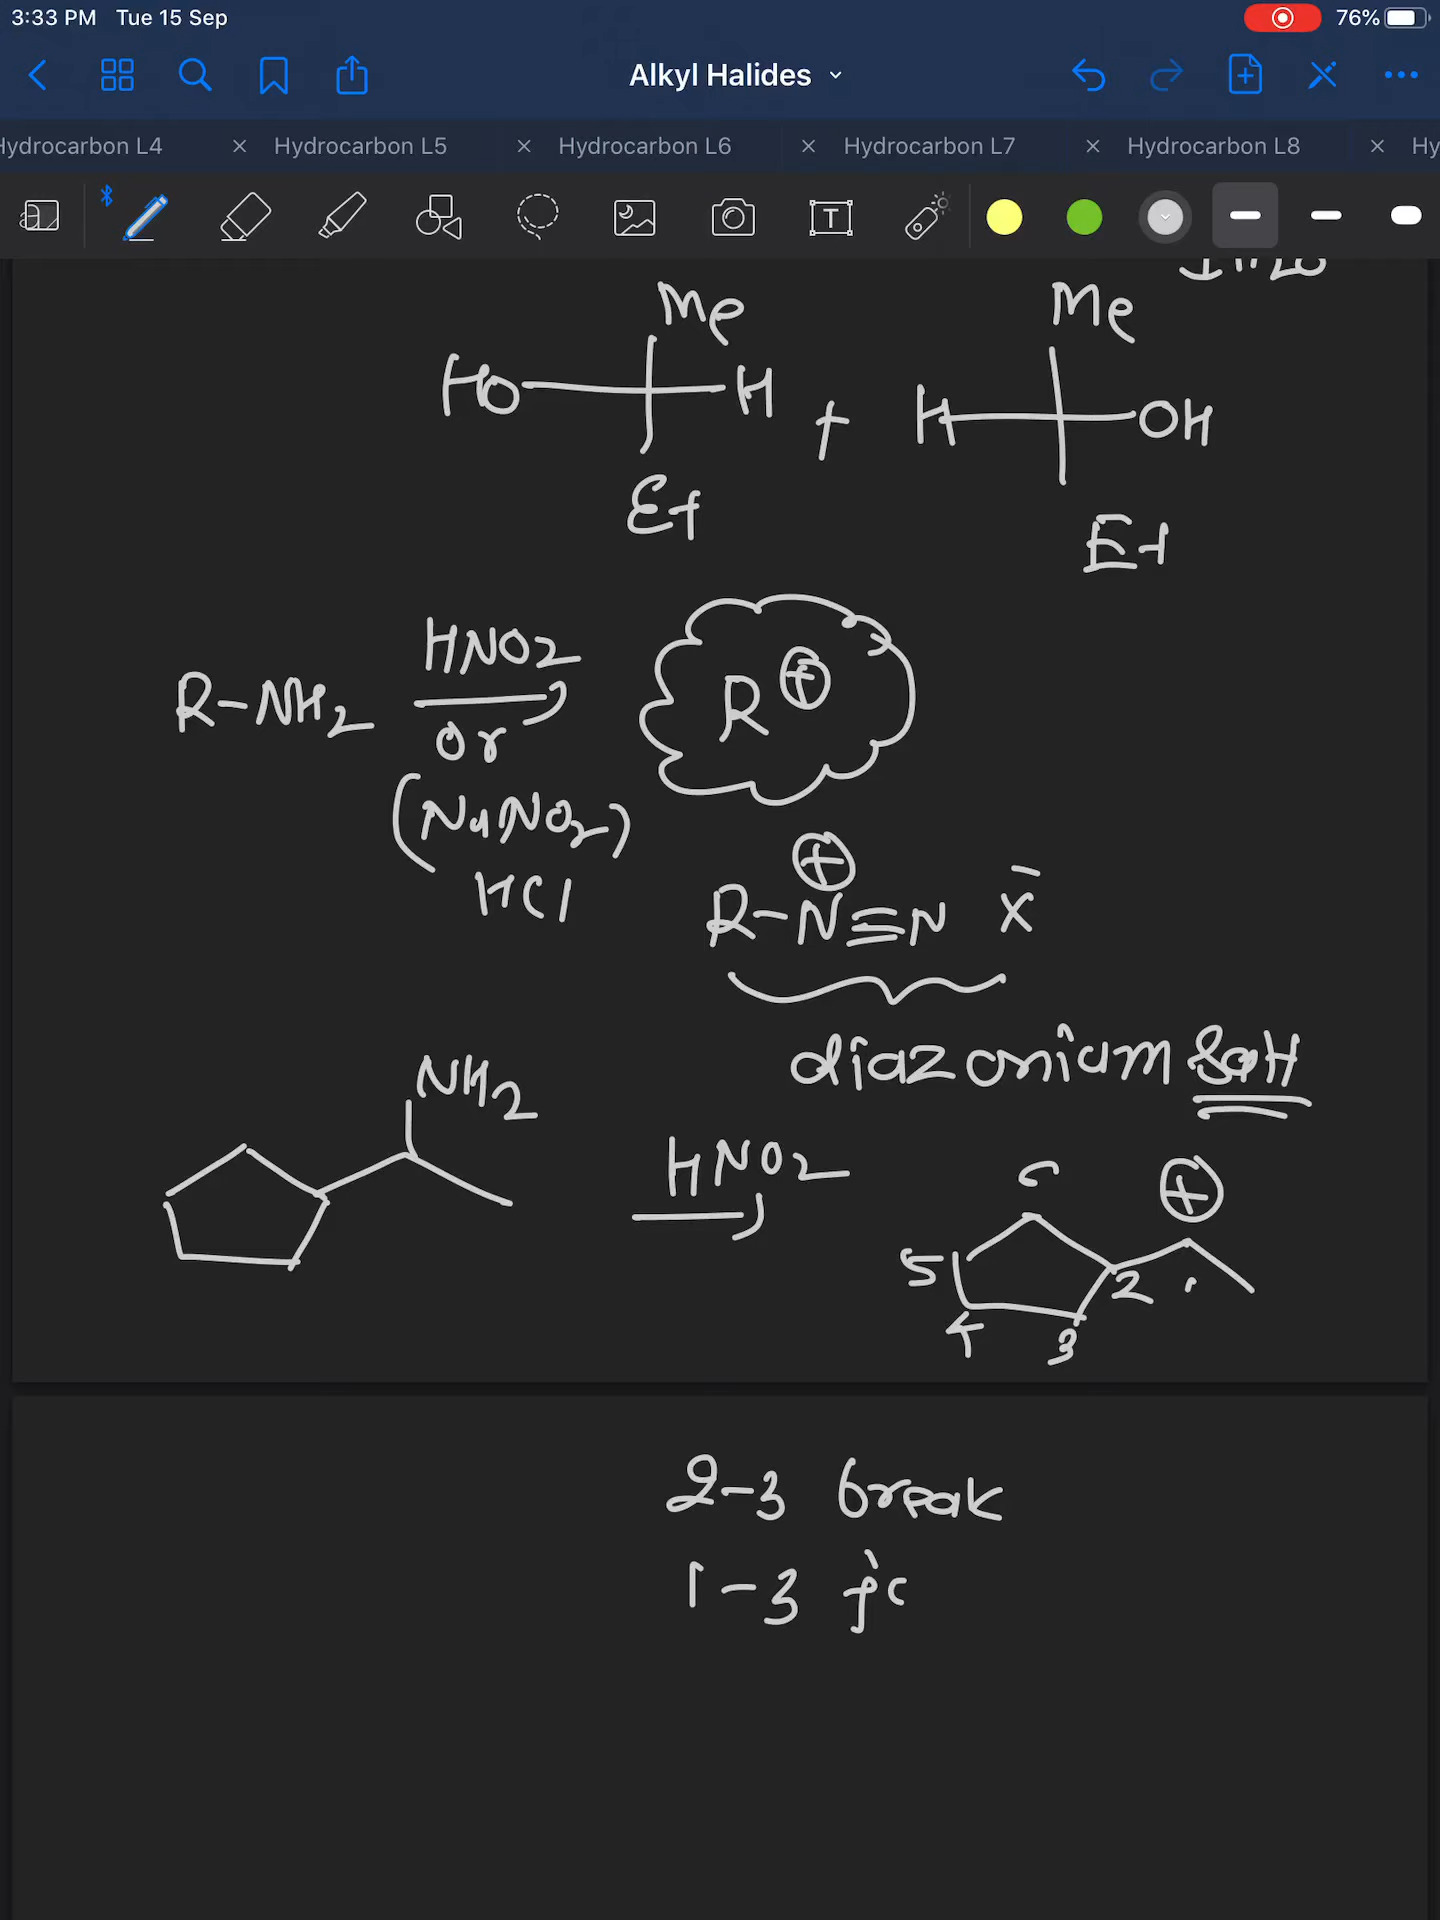 3:33 PM Tue 15 Sep 76%
Alkyl Halides
Hydrocarbon L4 Hydrocarbon L5 Hydrocarbon L6 Hydrocarbon L7 Hydrocarbon L8 Hy
T
Me Me
HO H + H OH
Et Et
R-NH2 HNO2 R⊕
or
(NaNO2)
HCl
⊕
R-N≡N X⁻
diazonium Salt
NH2
HNO2 ⊕
5 2
4 3
2-3 break
1-3